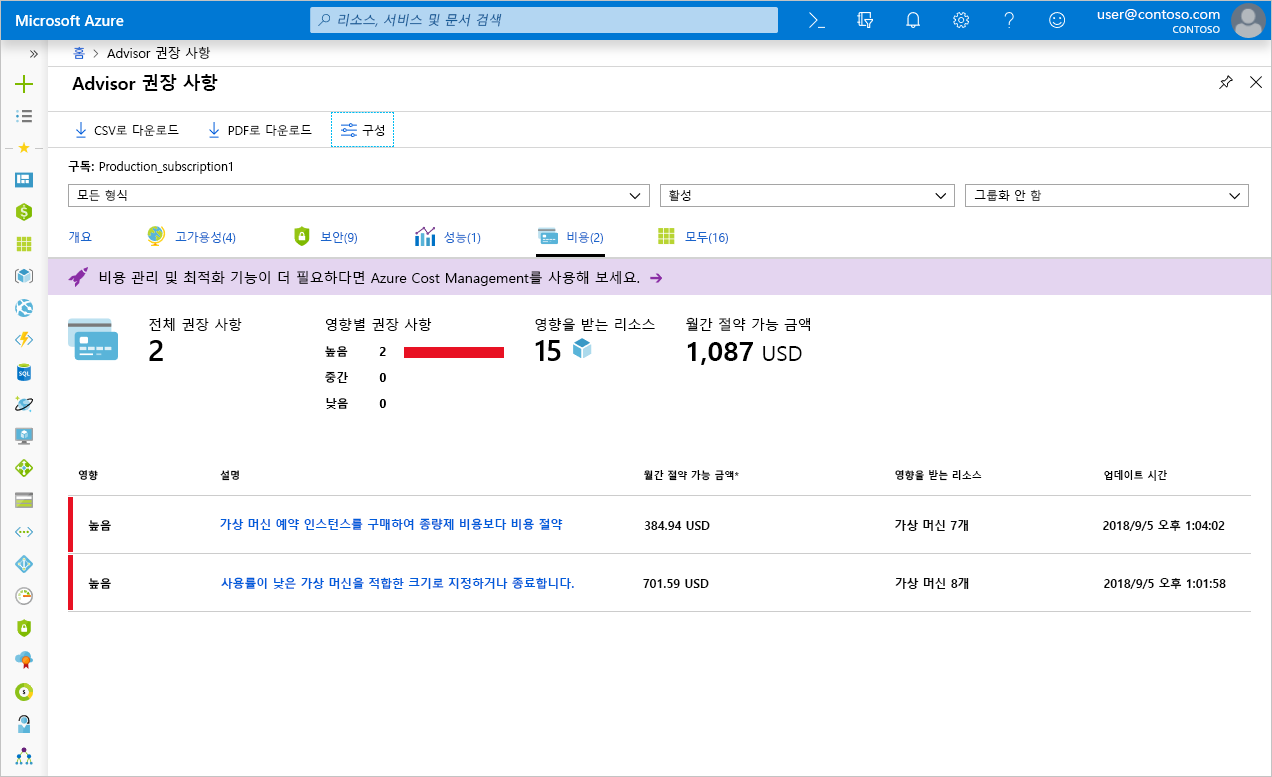 Microsoft Azure
리소스, 서비스 및 문서 검색
user@contoso.com
CONTOSO
홈 > Advisor 권장 사항
Advisor 권장 사항
CSV로 다운로드 PDF로 다운로드 구성
구독: Production_subscription1
모든 형식 활성 그룹화 안 함
개요 고가용성(4) 보안(9) 성능(1) 비용(2) 모두(16)
비용 관리 및 최적화 기능이 더 필요하다면 Azure Cost Management를 사용해 보세요. →
전체 권장 사항 영향별 권장 사항 영향을 받는 리소스 월간 절약 가능 금액
2 높음 2 15 1,087 USD
중간 0
낮음 0
영향 설명 월간 절약 가능 금액* 영향을 받는 리소스 업데이트 시간
높음 가상 머신 예약 인스턴스를 구매하여 종량제 비용보다 비용 절약 384.94 USD 가상 머신 7개 2018/9/5 오후 1:04:02
높음 사용률이 낮은 가상 머신을 적합한 크기로 지정하거나 종료합니다. 701.59 USD 가상 머신 8개 2018/9/5 오후 1:01:58